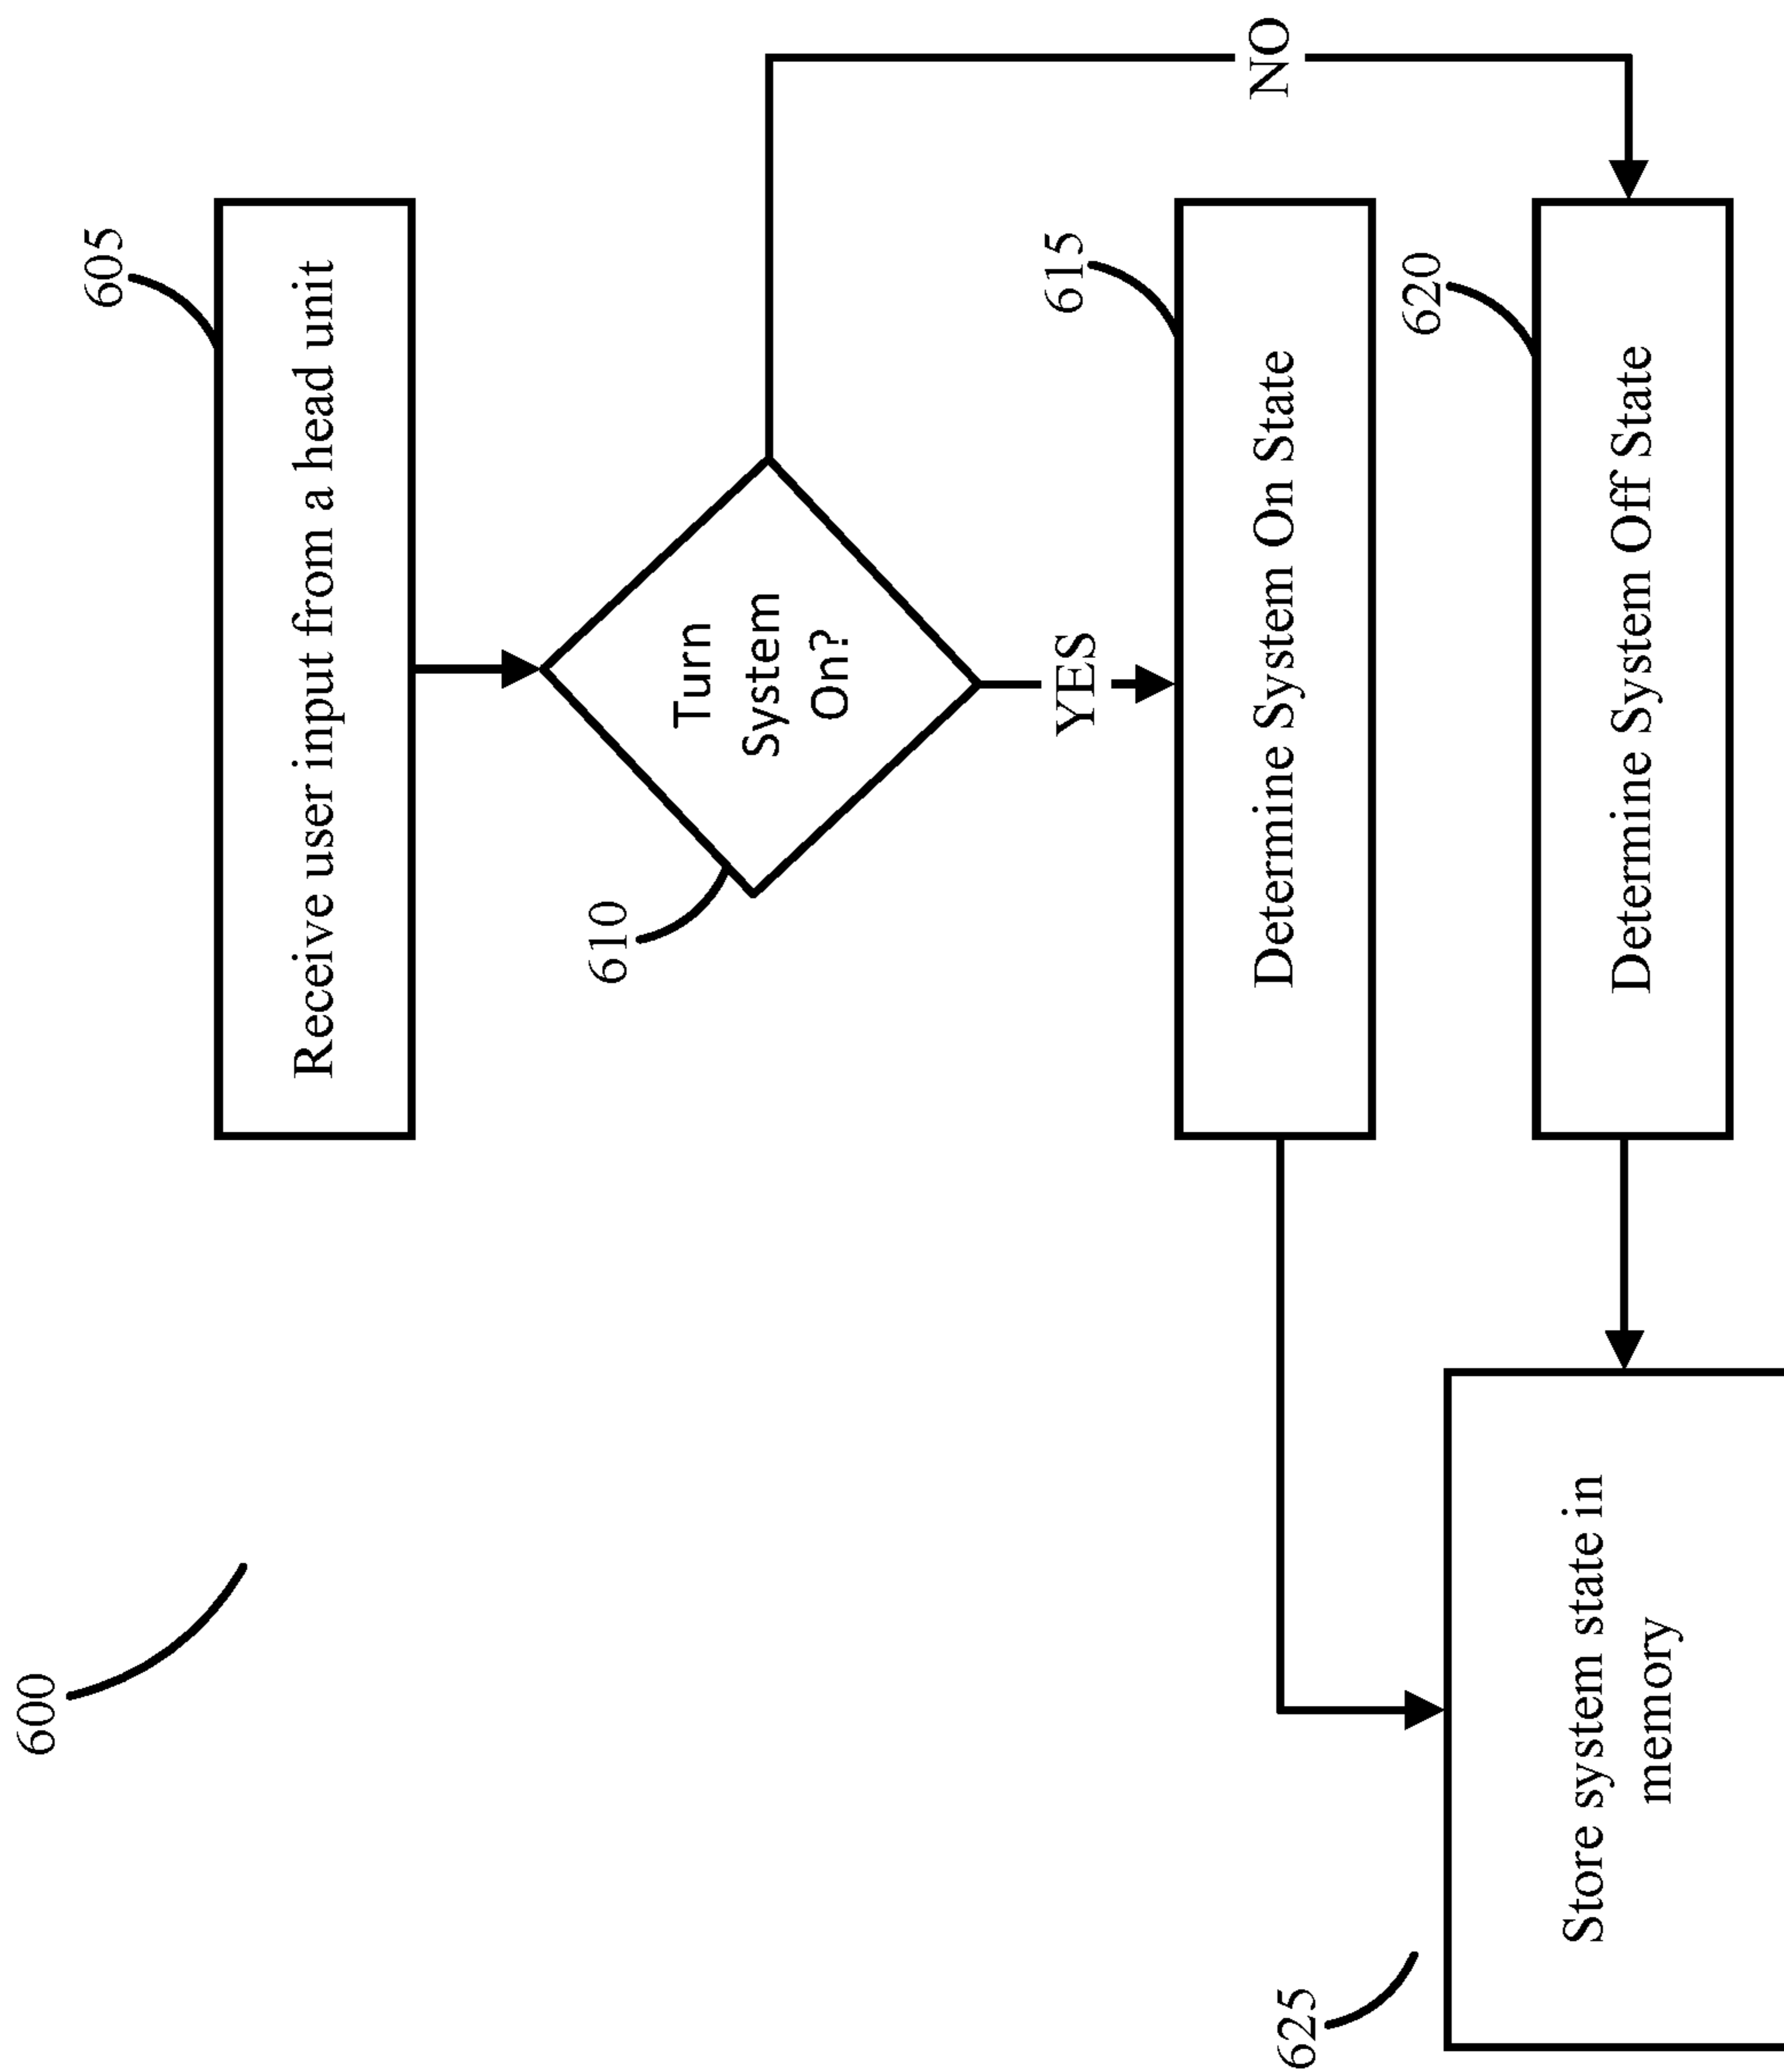 600
605
Receive user input from a head unit
610
Turn
System
On?
YES
NO
615
Determine System On State
620
Determine System Off State
625
Store system state in
memory